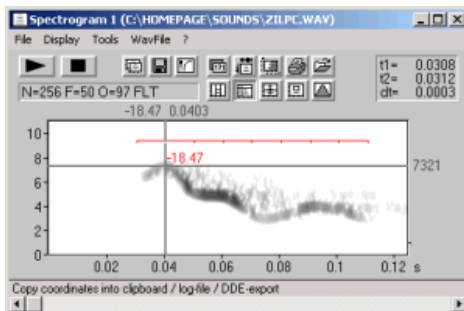 Spectrogram 1 (C:\HOMEPAGE\SOUNDS\ZILPC.WAV)
File Display Tools WavFile ?
t1= 0.0308
t2= 0.0312
dt= 0.0003
N=256 F=50 O=97 FLT
-18.47 0.0403
10
8
6
4
2
0
-18.47
7321
0.02 0.04 0.06 0.08 0.1 0.12 s
Copy coordinates into clipboard / log-file / DDE-export